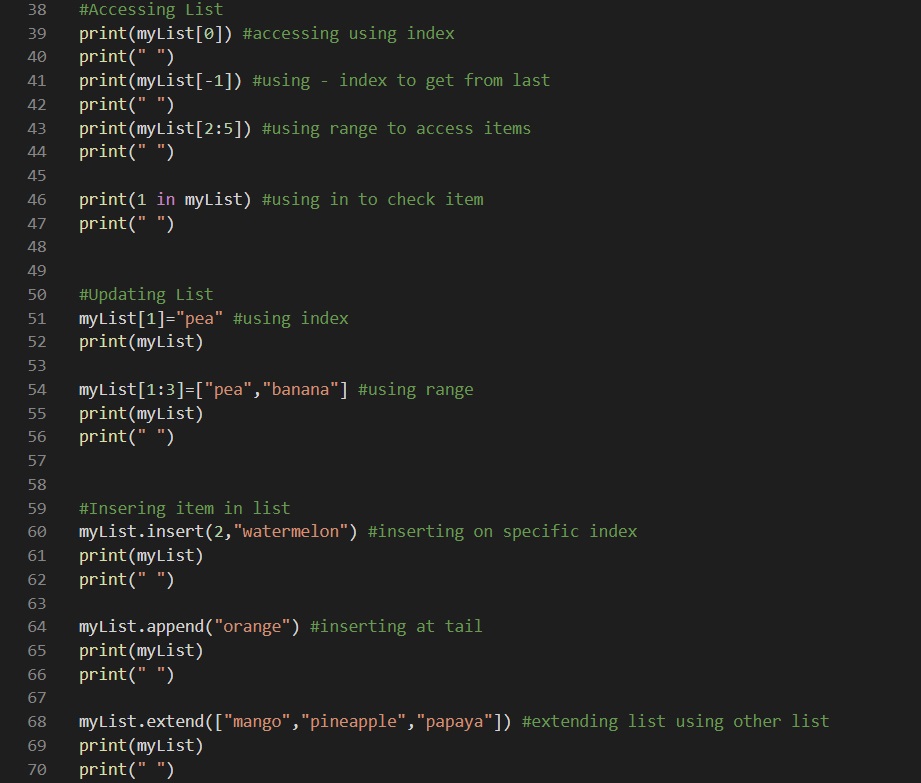 38 #Accessing List
39 print(myList[0]) #accessing using index
40 print(" ")
41 print(myList[-1]) #using - index to get from last
42 print(" ")
43 print(myList[2:5]) #using range to access items
44 print(" ")
45
46 print(1 in myList) #using in to check item
47 print(" ")
48
49
50 #Updating List
51 myList[1]="pea" #using index
52 print(myList)
53
54 myList[1:3]=["pea","banana"] #using range
55 print(myList)
56 print(" ")
57
58
59 #Insering item in list
60 myList.insert(2,"watermelon") #inserting on specific index
61 print(myList)
62 print(" ")
63
64 myList.append("orange") #inserting at tail
65 print(myList)
66 print(" ")
67
68 myList.extend(["mango","pineapple","papaya"]) #extending list using other list
69 print(myList)
70 print(" ")